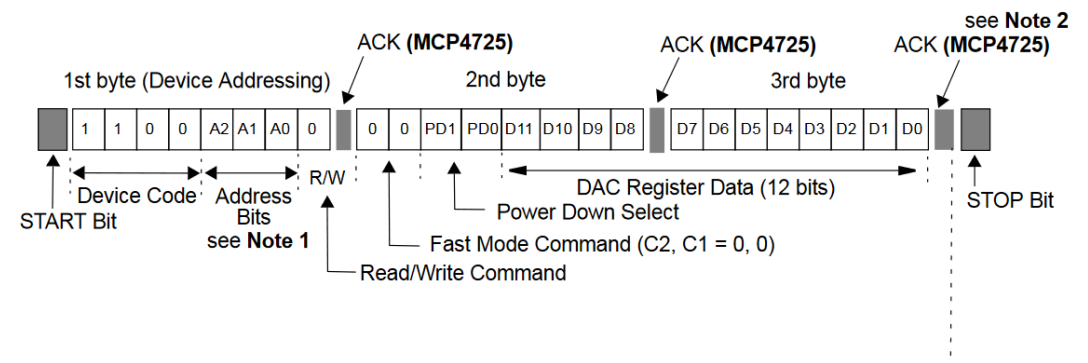 see Note 2
ACK (MCP4725) ACK (MCP4725) ACK (MCP4725)
1st byte (Device Addressing) 2nd byte 3rd byte
1 1 0 0 A2 A1 A0 0 0 0 PD1 PD0 D11 D10 D9 D8 D7 D6 D5 D4 D3 D2 D1 D0
R/W
Device Code
Address
Bits
see Note 1
DAC Register Data (12 bits)
START Bit
STOP Bit
Power Down Select
Fast Mode Command (C2, C1 = 0, 0)
Read/Write Command